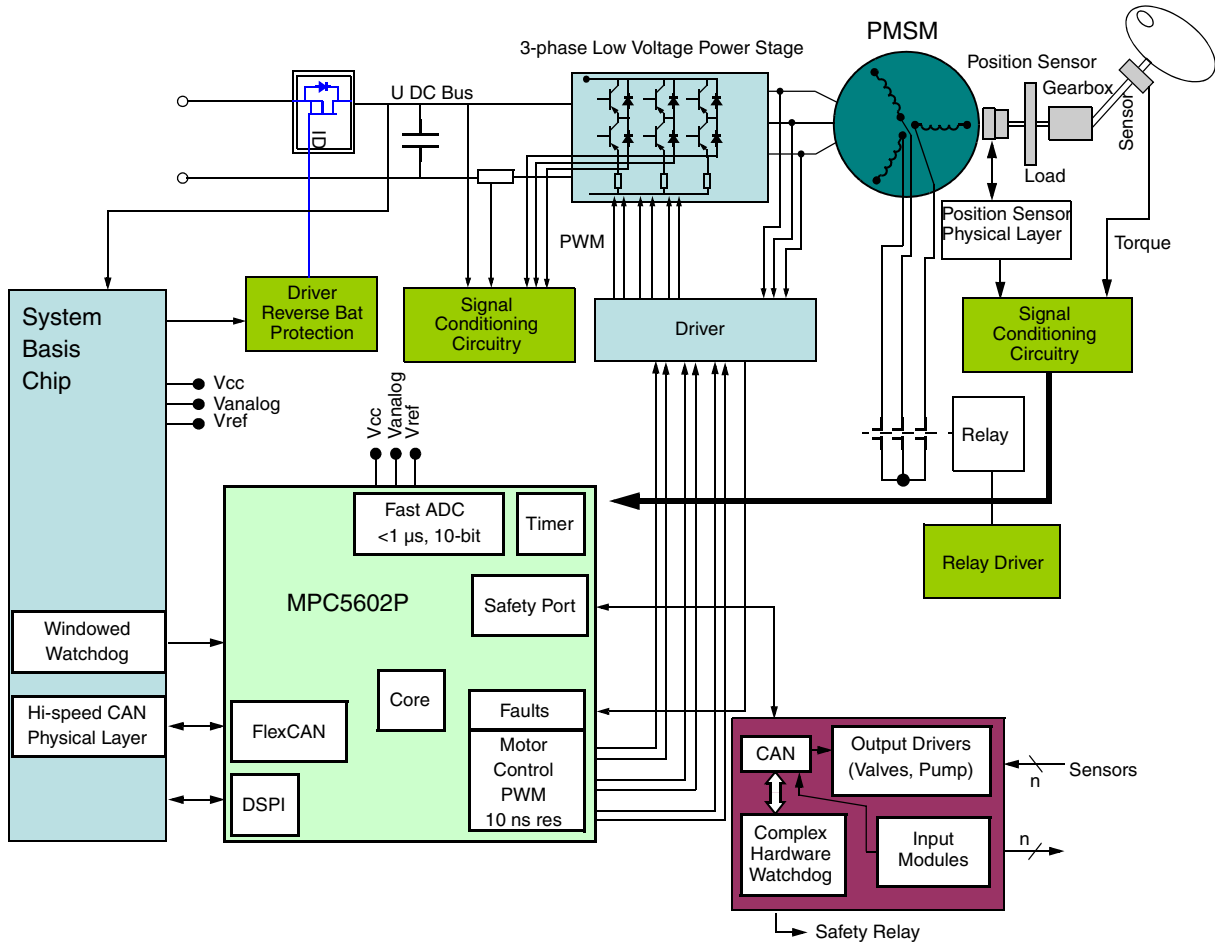 PMSM
3-phase Low Voltage Power Stage
Position Sensor
Gearbox
Sensor
U DC Bus
ID
Load
Position Sensor
Physical Layer
PWM
Torque
System
Basis
Chip
Driver
Reverse Bat
Protection
Signal
Conditioning
Circuitry
Driver
Signal
Conditioning
Circuitry
Vcc
Vanalog
Vref
Vcc
Vanalog
Vref
Relay
Fast ADC
<1 µs, 10-bit
Timer
Relay Driver
MPC5602P
Safety Port
Windowed
Watchdog
Core
Hi-speed CAN
Physical Layer
FlexCAN
Faults
Motor
Control
PWM
10 ns res
DSPI
CAN
Output Drivers
(Valves, Pump)
Sensors
n
Complex
Hardware
Watchdog
Input
Modules
n
Safety Relay